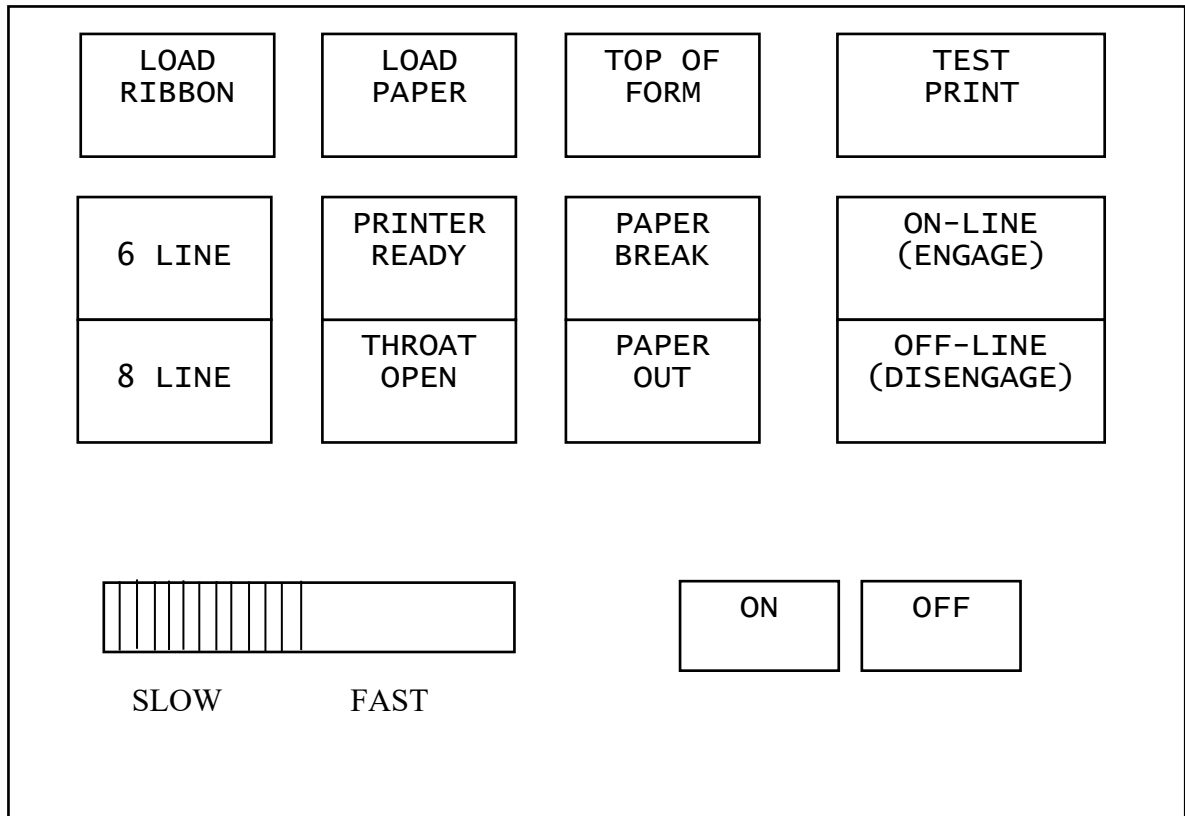 LOAD
RIBBON
LOAD
PAPER
TOP OF
FORM
TEST
PRINT
6 LINE
PRINTER
READY
PAPER
BREAK
ON-LINE
(ENGAGE)
8 LINE
THROAT
OPEN
PAPER
OUT
OFF-LINE
(DISENGAGE)
ON
OFF
SLOW
FAST